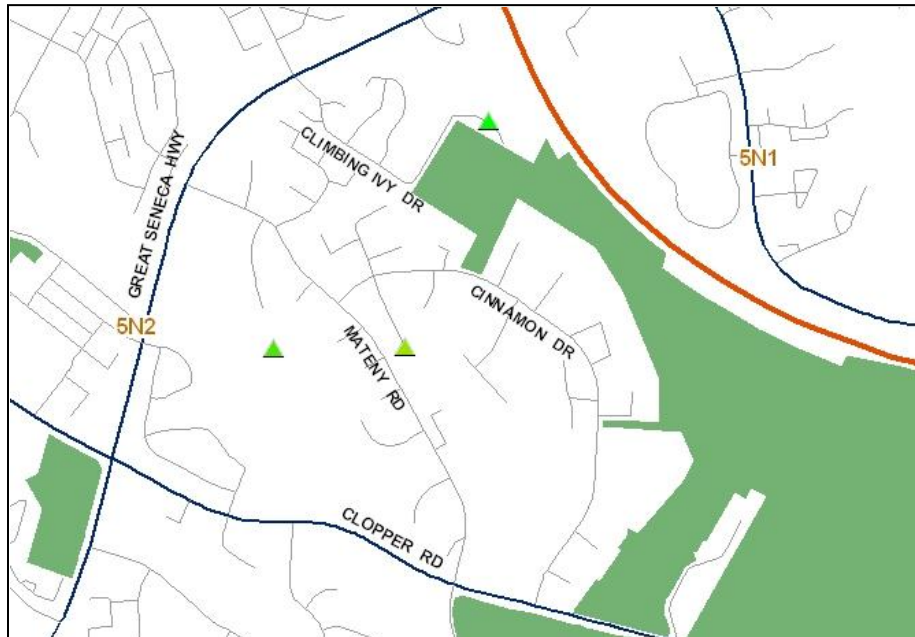 CLIMBING IVY DR
5N1
GREAT SENECA HWY
CINNAMON DR
5N2
MATENY RD
CLOPPER RD